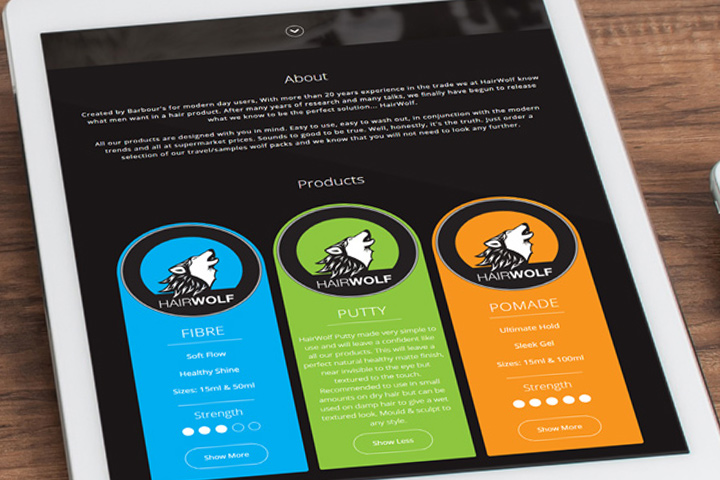 About
Created by Barbour's for modern day users, With more than 20 years experience in the trade we at HairWolf know
what men want in a hair product. After many years of research and many talks, we finally have begun to release
what we know to be the perfect solution... HairWolf.
All our products are designed with you in mind. Easy to use, easy to wash out, in conjunction with the modern
trends and all at supermarket prices. Sounds to good to be true. Well, honestly, it's the truth. Just order a
selection of our travel/samples wolf packs and we know that you will not need to look any further.
Products
HAIRWOLF
FIBRE
Soft Flow
Healthy Shine
Sizes: 15ml & 50ml
Strength
Show More
HAIRWOLF
PUTTY
HairWolf Putty made very simple to
use and will leave a confident like
all our products. This will leave a
perfect natural healthy matte finish,
near invisible to the eye but
textured to the touch.
Recommended to use in small
amounts on dry hair but can be
used on damp hair to give a wet
textured look. Mould & sculpt to
any style.
Show Less
HAIRWOLF
POMADE
Ultimate Hold
Sleek Gel
Sizes: 15ml & 100ml
Strength
Show More